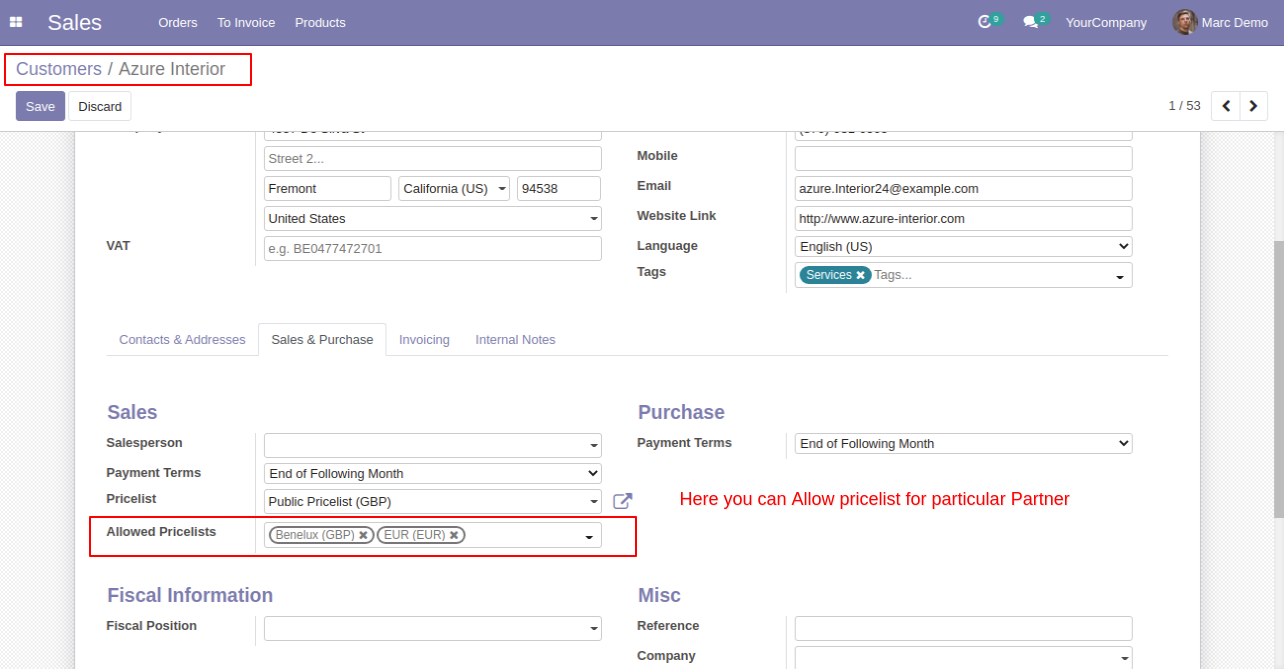 Sales Orders To Invoice Products 9 2 YourCompany Marc Demo
Customers / Azure Interior
Save Discard 1 / 53
Street 2... Mobile
Fremont California (US) 94538 Email azure.Interior24@example.com
United States Website Link http://www.azure-interior.com
VAT e.g. BE0477472701 Language English (US)
Tags Services Tags...
Contacts & Addresses Sales & Purchase Invoicing Internal Notes
Sales Purchase
Salesperson Payment Terms End of Following Month
Payment Terms End of Following Month
Pricelist Public Pricelist (GBP) Here you can Allow pricelist for particular Partner
Allowed Pricelists Benelux (GBP) EUR (EUR)
Fiscal Information Misc
Fiscal Position Reference
Company